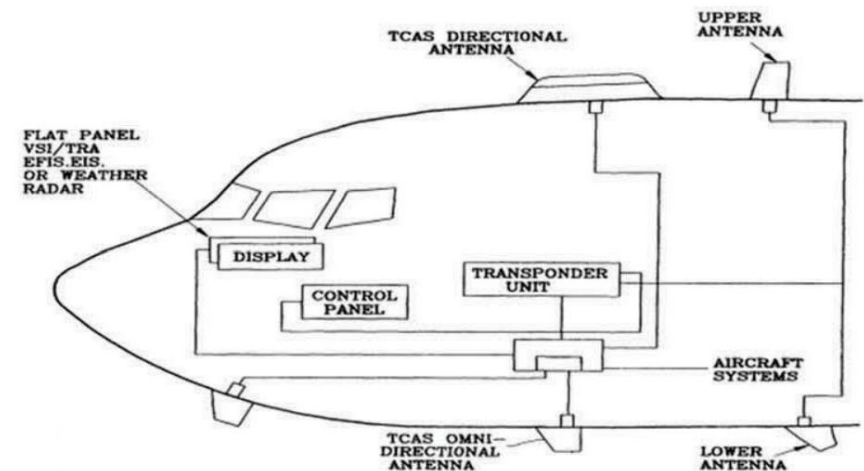 UPPER
ANTENNA
TCAS DIRECTIONAL
ANTENNA
FLAT PANEL
VSI/TRA
EFIS.EIS.
OR WEATHER
RADAR
DISPLAY
TRANSPONDER
UNIT
CONTROL
PANEL
AIRCRAFT
SYSTEMS
TCAS OMNI-
DIRECTIONAL
ANTENNA
LOWER
ANTENNA